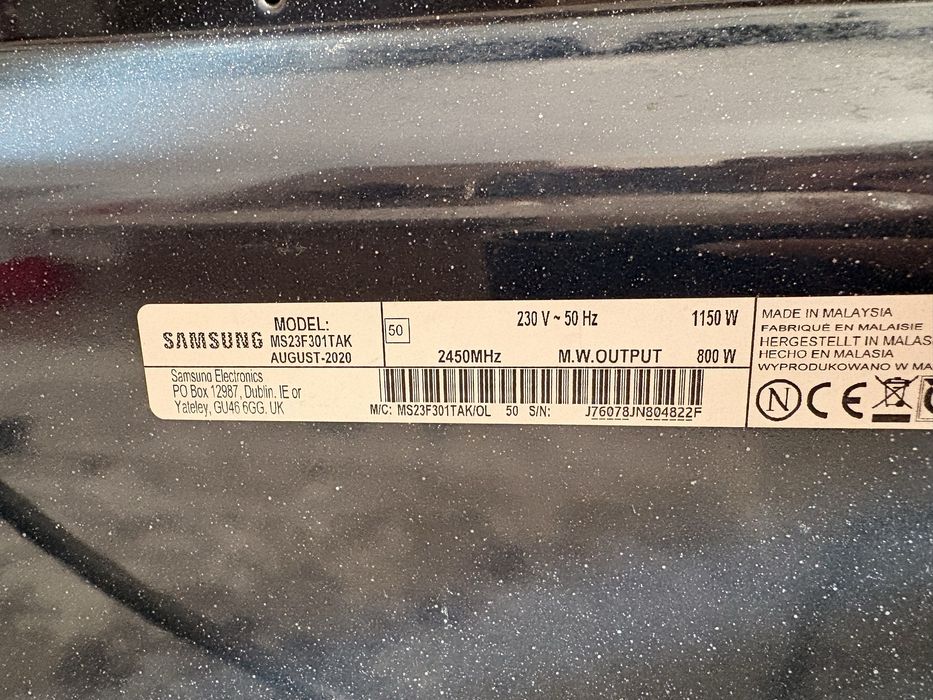 SAMSUNG
MODEL:
MS23F301TAK
AUGUST-2020
Samsung Electronics
PO Box 12987, Dublin. IE or
Yateley, GU46 6GG. UK
50
230 V ~ 50 Hz 1150 W
2450MHz M.W.OUTPUT 800 W
M/C: MS23F301TAK/OL 50 S/N: J76078JN804822F
MADE IN MALAYSIA
FABRIQUÉ EN MALAISIE
HERGESTELLT IN MALAS
HECHO EN MALASIA
WYPRODUKOWANO W MA
N CE